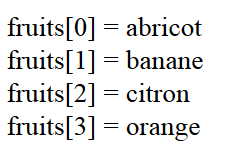 fruits[0] = abricot
fruits[1] = banane
fruits[2] = citron
fruits[3] = orange